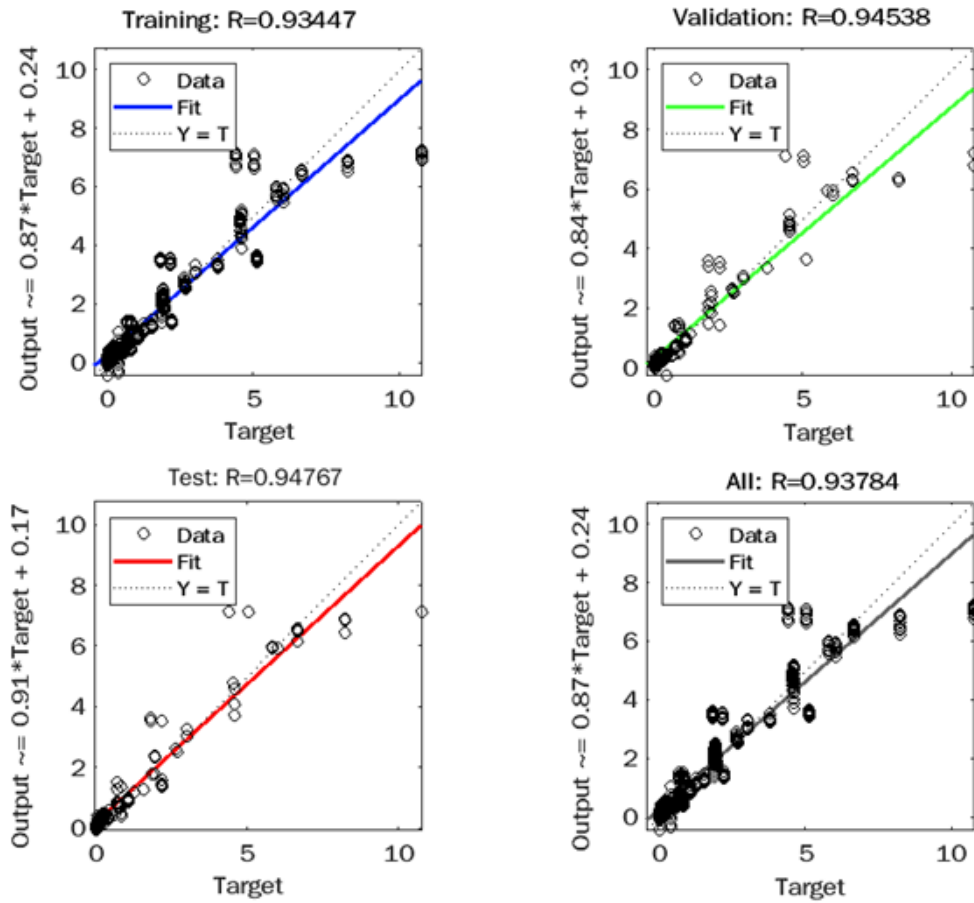 Training: R=0.93447
Output ~= 0.87*Target + 0.24
10
8
6
4
2
0
Data
Fit
Y = T
0
5
10
Target
Validation: R=0.94538
Output ~= 0.84*Target + 0.3
10
8
6
4
2
0
Data
Fit
Y = T
0
5
10
Target
Test: R=0.94767
Output ~= 0.91*Target + 0.17
10
8
6
4
2
0
Data
Fit
Y = T
0
5
10
Target
All: R=0.93784
Output ~= 0.87*Target + 0.24
10
8
6
4
2
0
Data
Fit
Y = T
0
5
10
Target